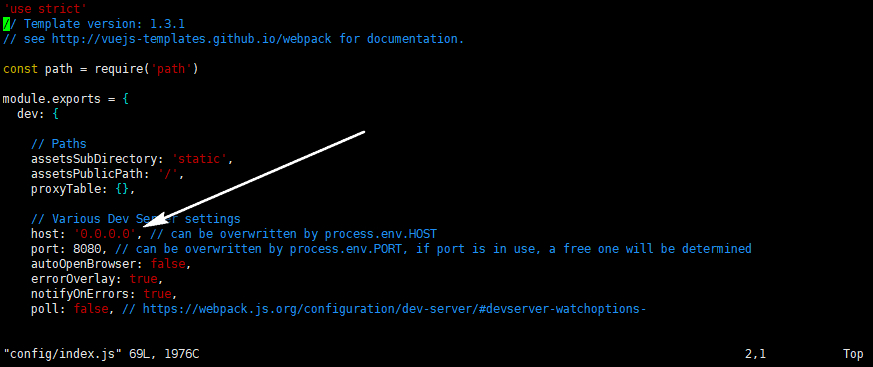 'use strict'
// Template version: 1.3.1
// see http://vuejs-templates.github.io/webpack for documentation.
const path = require('path')
module.exports = {
dev: {
// Paths
assetsSubDirectory: 'static',
assetsPublicPath: '/',
proxyTable: {},
// Various Dev Server settings
host: '0.0.0.0', // can be overwritten by process.env.HOST
port: 8080, // can be overwritten by process.env.PORT, if port is in use, a free one will be determined
autoOpenBrowser: false,
errorOverlay: true,
notifyOnErrors: true,
poll: false, // https://webpack.js.org/configuration/dev-server/#devserver-watchoptions-
"config/index.js" 69L, 1976C 2,1 Top